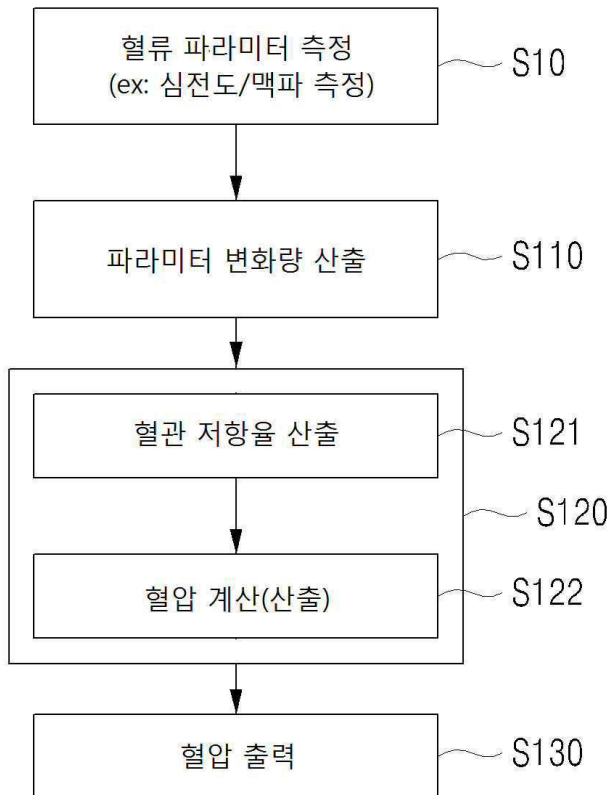 혈류 파라미터 측정
(ex: 심전도/맥파 측정)
S10
파라미터 변화량 산출
S110
혈관 저항율 산출
S121
S120
혈압 계산(산출)
S122
혈압 출력
S130